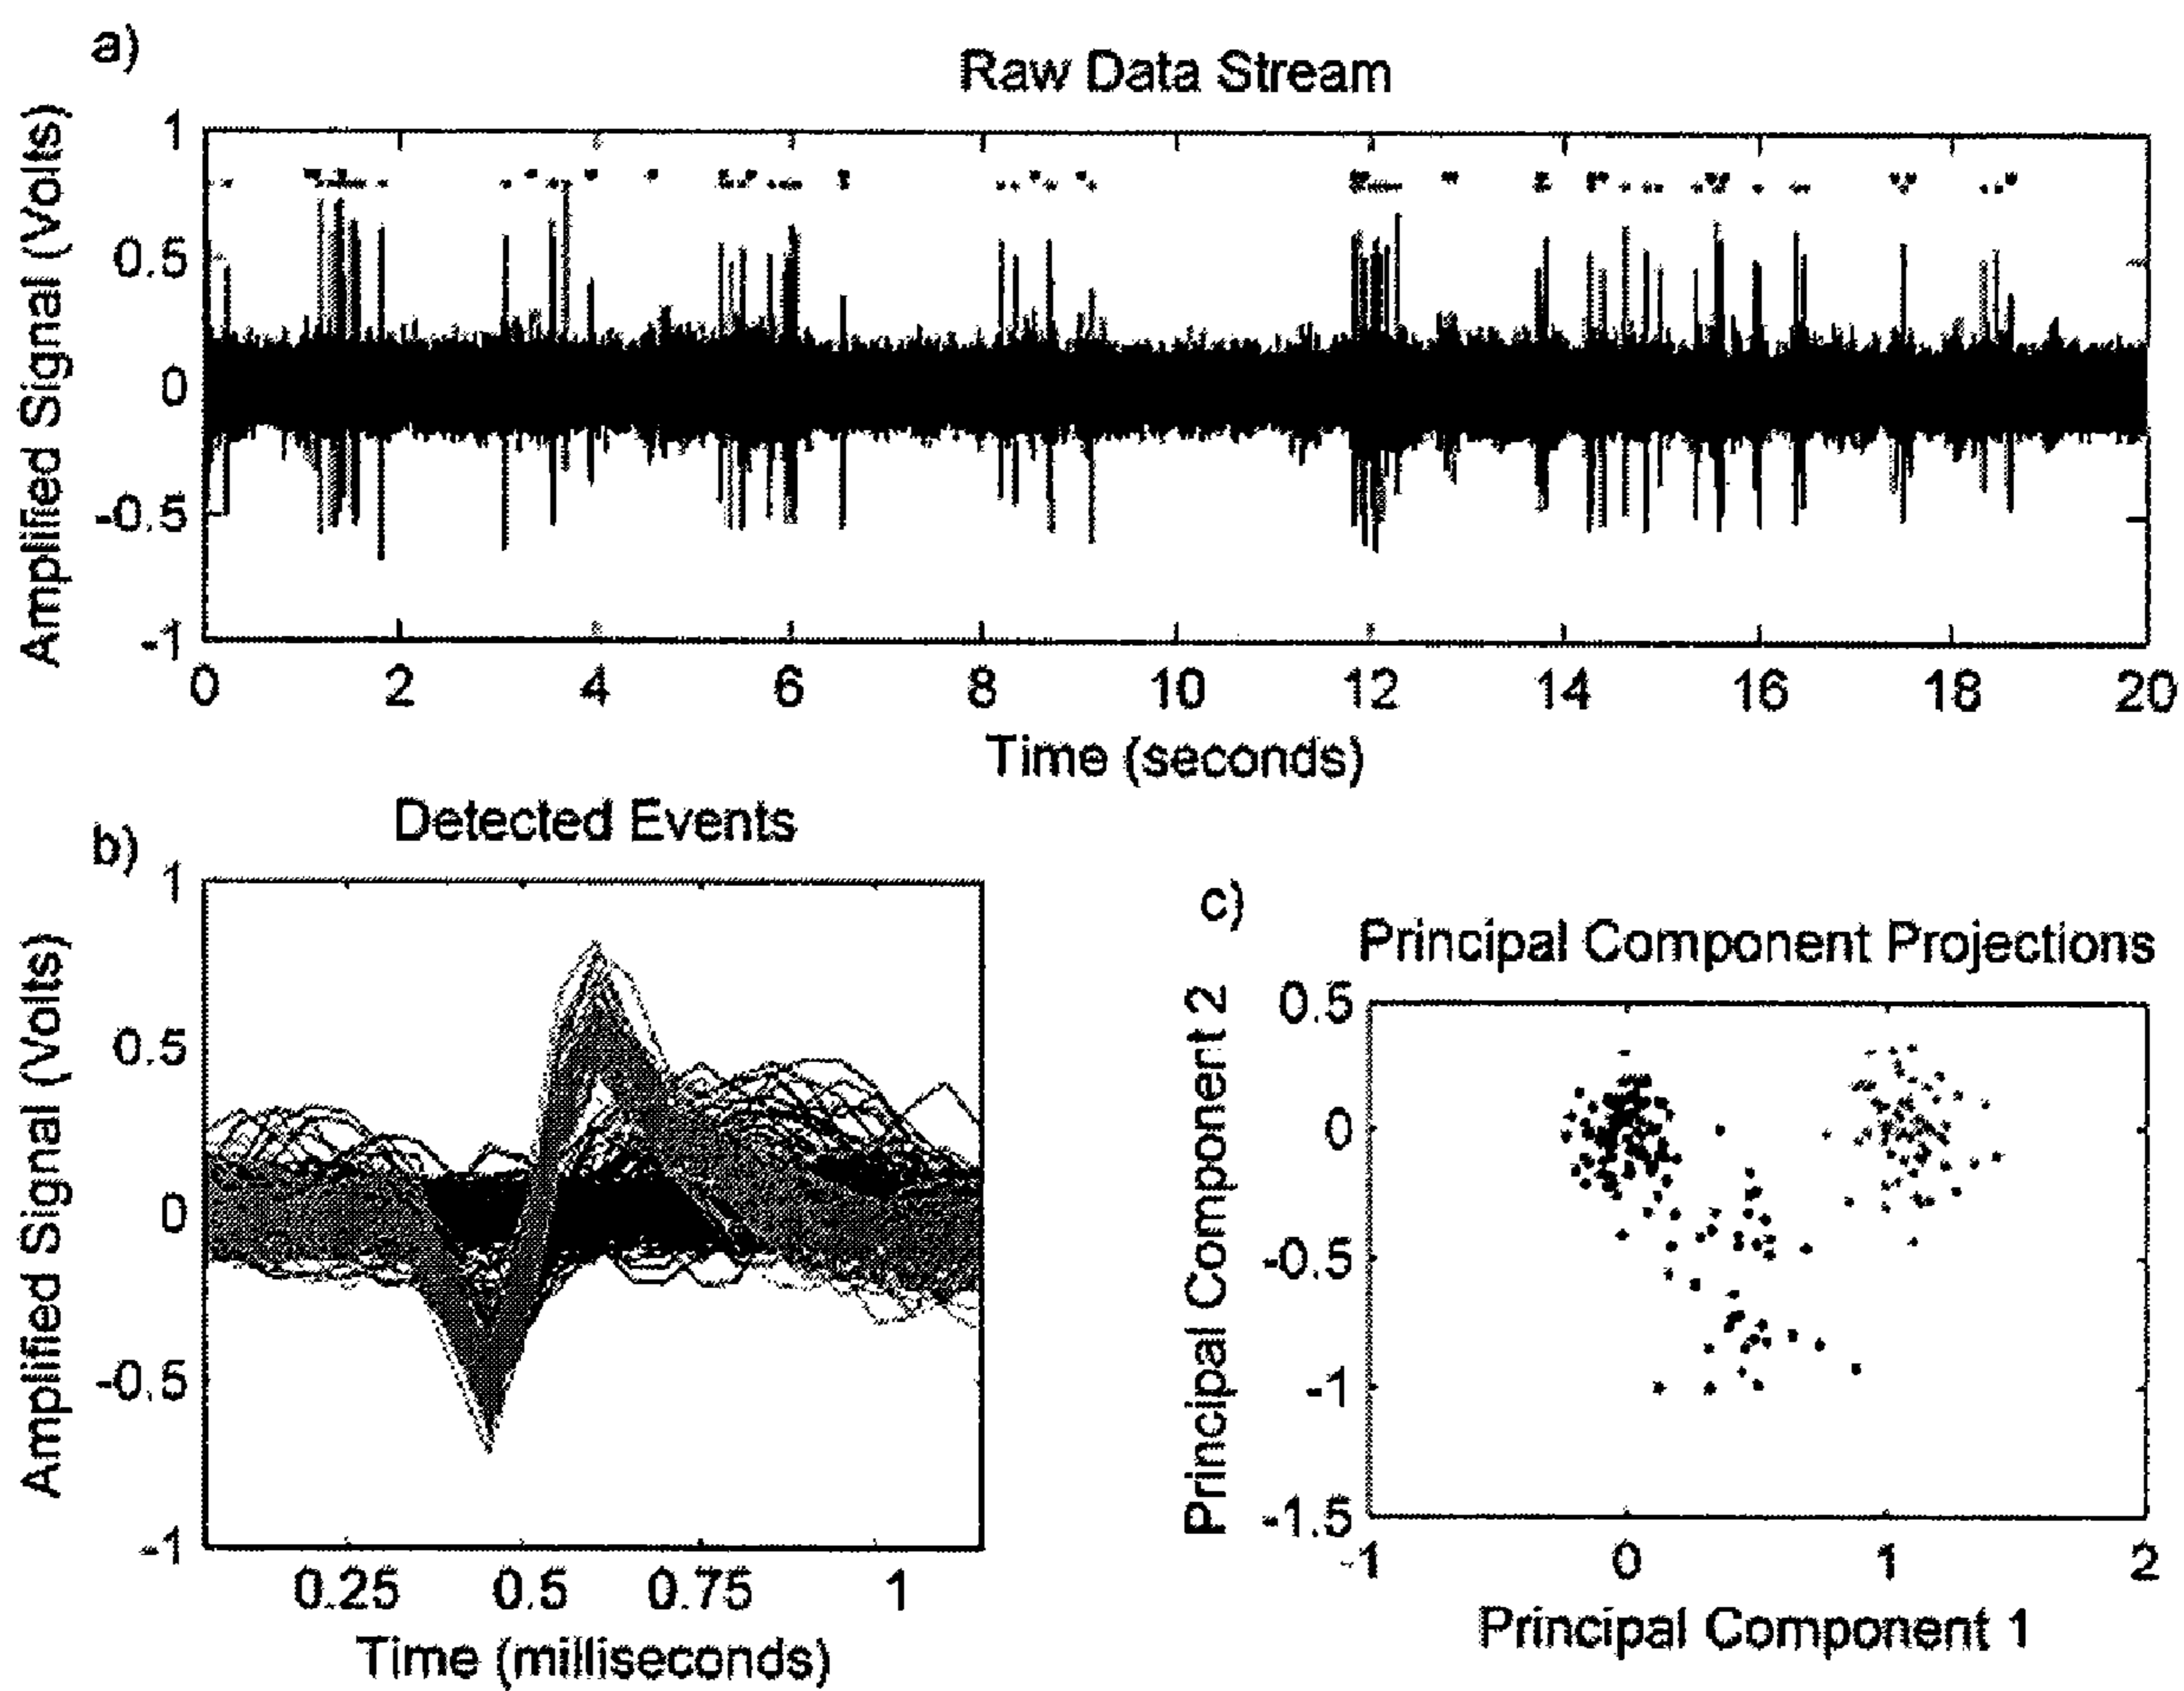 a)
Raw Data Stream
Amplified Signal (Volts)
1
0.5
0
-0.5
-1
0 2 4 6 8 10 12 14 16 18 20
Time (seconds)
b)
Detected Events
Amplified Signal (Volts)
1
0.5
0
-0.5
-1
0.25 0.5 0.75 1
Time (milliseconds)
c)
Principal Component Projections
Principal Component 2
0.5
0
-0.5
-1
-1.5
-1 0 1 2
Principal Component 1